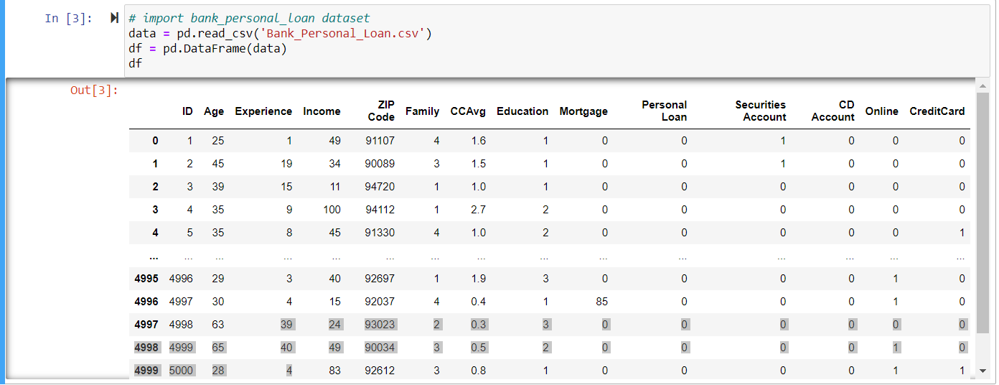 In [3]:
# import bank_personal_loan dataset
data = pd.read_csv('Bank_Personal_Loan.csv')
df = pd.DataFrame(data)
df
Out[3]:
ID Age Experience Income ZIP Code Family CCAvg Education Mortgage Personal Loan Securities Account CD Account Online CreditCard
0 1 25 1 49 91107 4 1.6 1 0 0 1 0 0 0
1 2 45 19 34 90089 3 1.5 1 0 0 1 0 0 0
2 3 39 15 11 94720 1 1.0 1 0 0 0 0 0 0
3 4 35 9 100 94112 1 2.7 2 0 0 0 0 0 0
4 5 35 8 45 91330 4 1.0 2 0 0 0 0 0 1
... ... ... ... ... ... ... ... ... ... ... ... ... ... ...
4995 4996 29 3 40 92697 1 1.9 3 0 0 0 0 1 0
4996 4997 30 4 15 92037 4 0.4 1 85 0 0 0 1 0
4997 4998 63 39 24 93023 2 0.3 3 0 0 0 0 0 0
4998 4999 65 40 49 90034 3 0.5 2 0 0 0 0 1 0
4999 5000 28 4 83 92612 3 0.8 1 0 0 0 0 1 1